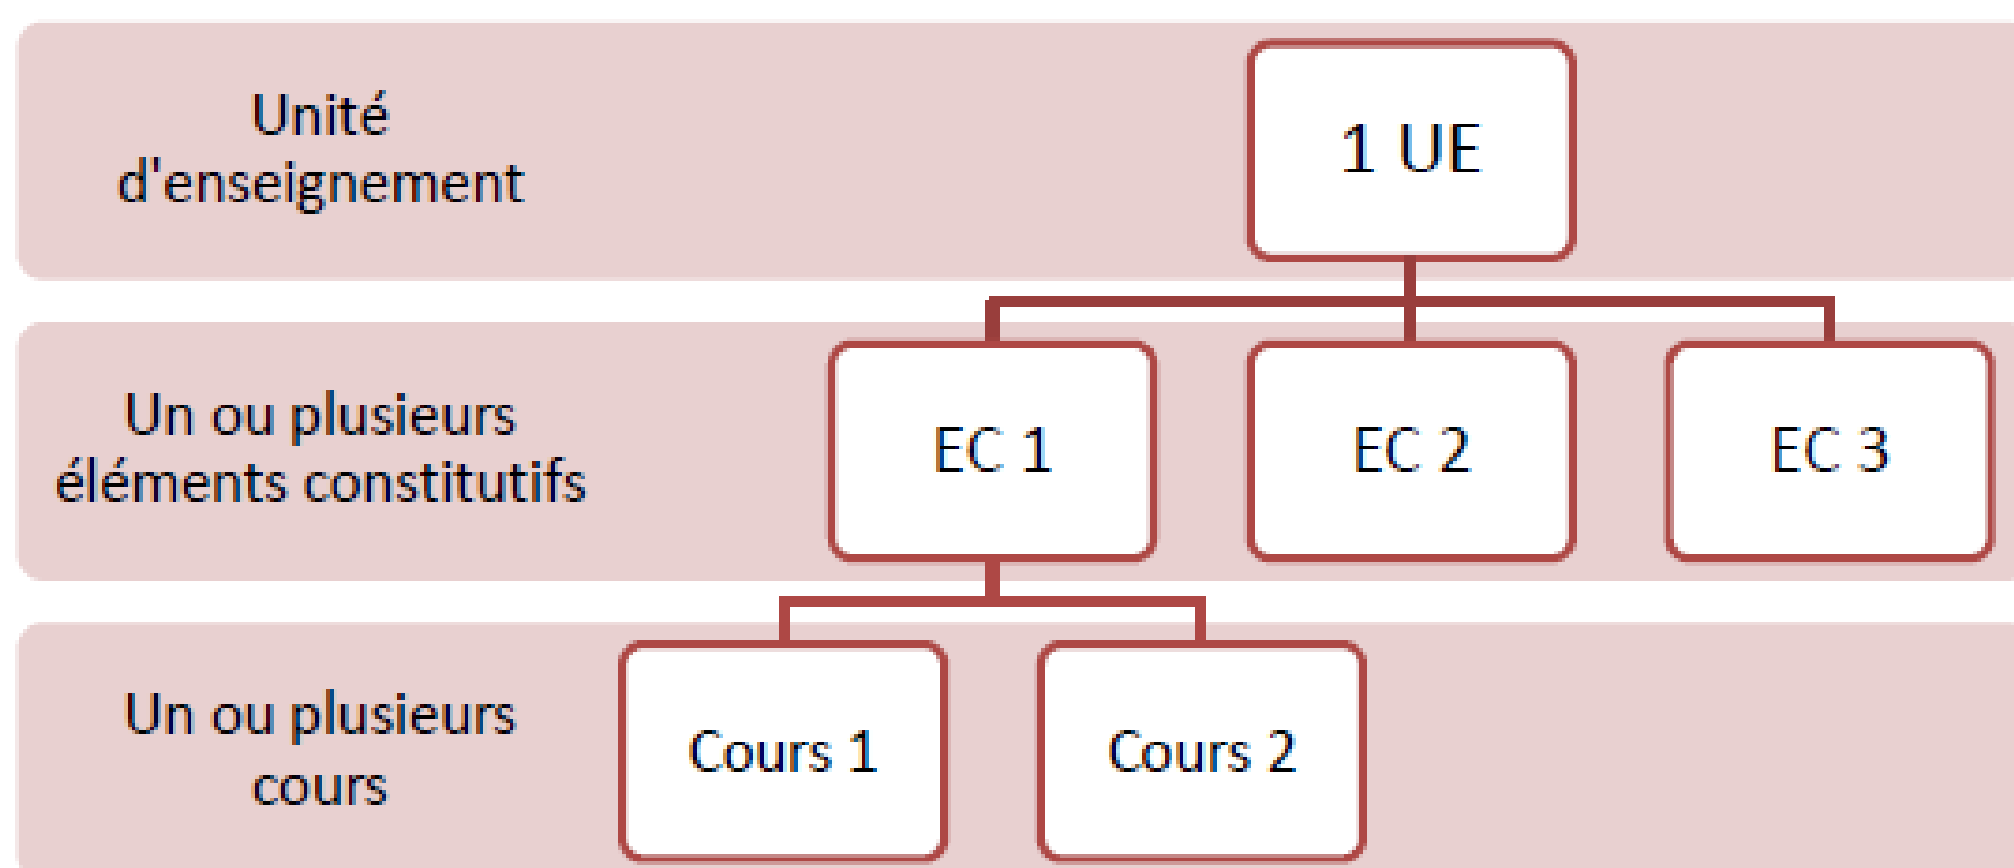 Unité
d'enseignement
1 UE
Un ou plusieurs
éléments constitutifs
EC 1
EC 2
EC 3
Un ou plusieurs
cours
Cours 1
Cours 2